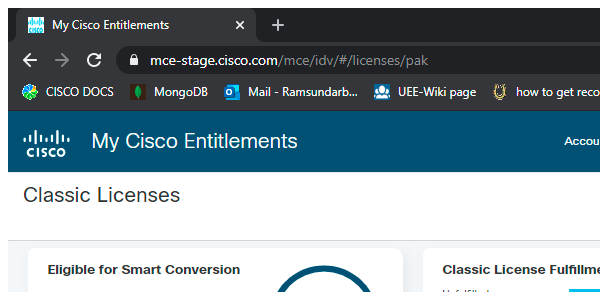 My Cisco Entitlements
mce-stage.cisco.com/mce/idv/#/licenses/pak
CISCO DOCS MongoDB Mail - Ramsundarb... UEE-Wiki page how to get reco
CISCO My Cisco Entitlements Accou
Classic Licenses
Eligible for Smart Conversion Classic License Fulfillme